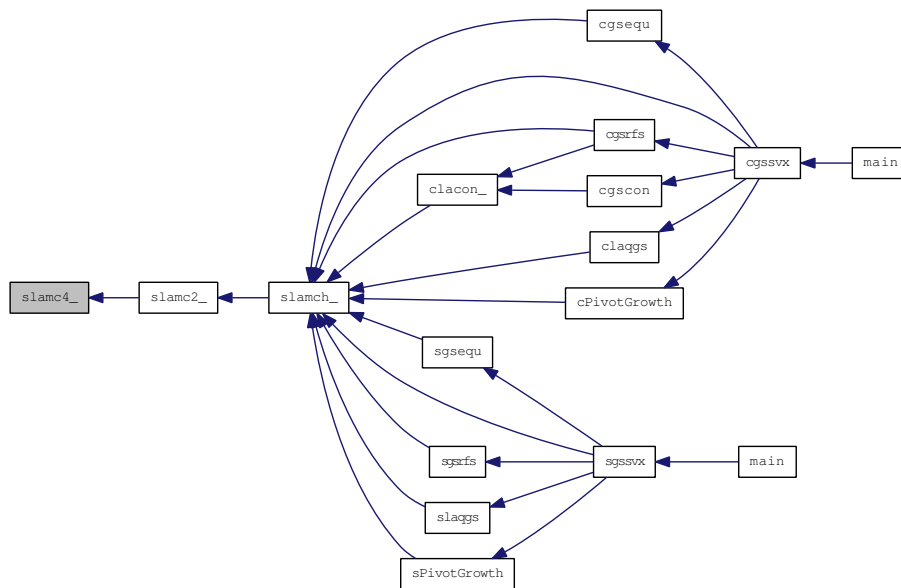 cgsequ
cgsrfs
cgssvx
main
clacon_
cgscon
claqgs
slamc4_
slamc2_
slamch_
cPivotGrowth
sgsequ
sgsrfs
sgssvx
main
slaqgs
sPivotGrowth